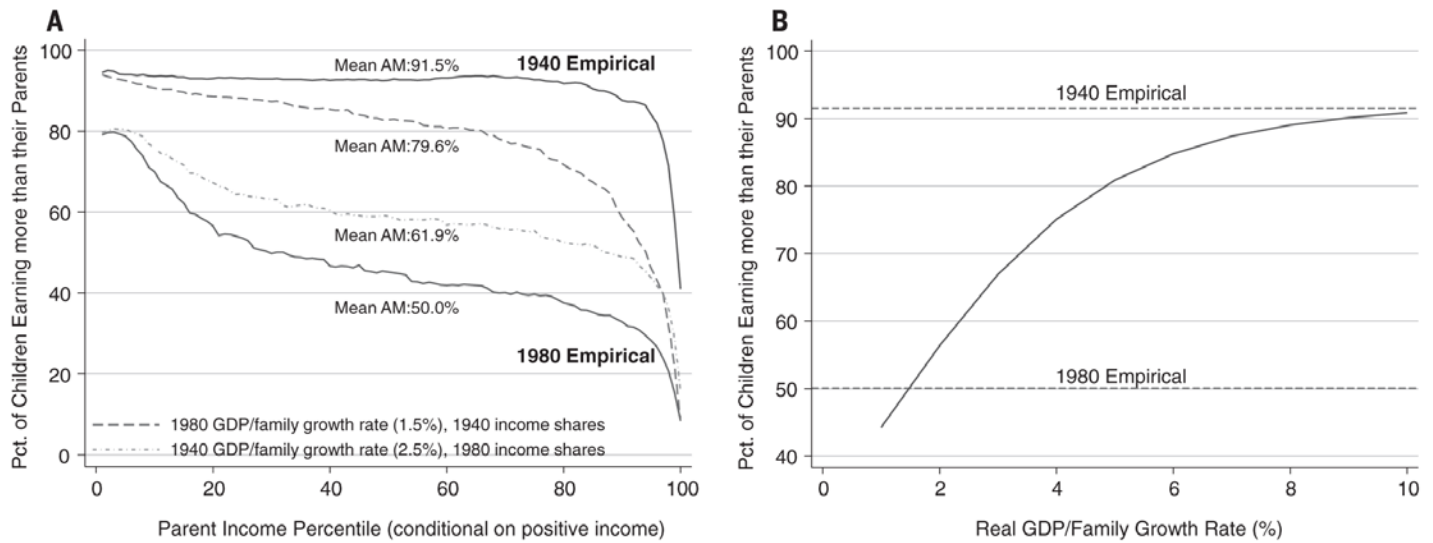 A
Pct. of Children Earning more than their Parents
100
80
60
40
20
0
Mean AM:91.5%
1940 Empirical
Mean AM:79.6%
Mean AM:61.9%
Mean AM:50.0%
1980 Empirical
1980 GDP/family growth rate (1.5%), 1940 income shares
1940 GDP/family growth rate (2.5%), 1980 income shares
0 20 40 60 80 100
Parent Income Percentile (conditional on positive income)
B
Pct. of Children Earning more than their Parents
100
90
80
70
60
50
40
1940 Empirical
1980 Empirical
0 2 4 6 8 10
Real GDP/Family Growth Rate (%)